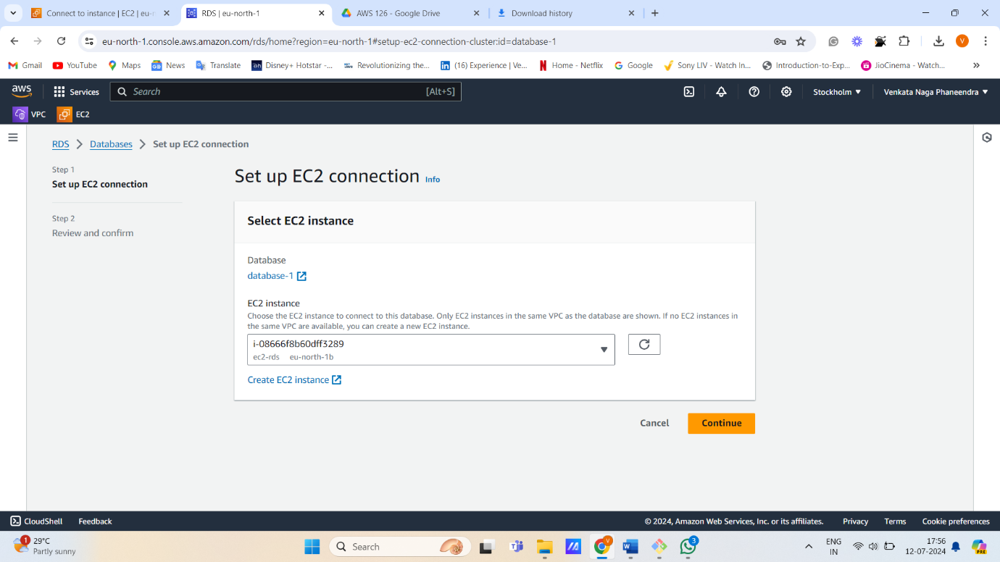 Connect to instance | EC2 | eu-n
RDS | eu-north-1
AWS 126 - Google Drive
Download history
eu-north-1.console.aws.amazon.com/rds/home?region=eu-north-1#setup-ec2-connection-cluster:id=database-1
V
Gmail
YouTube
Maps
News
Translate
Disney+ Hotstar -...
Revolutionizing the...
(16) Experience | Ve...
Home - Netflix
Google
Sony LIV - Watch In...
Introduction-to-Exp...
JioCinema - Watch...
aws
Services
Search
[Alt+S]
Stockholm
Venkata Naga Phaneendra
VPC
EC2
RDS
Databases
Set up EC2 connection
Step 1
Set up EC2 connection
Step 2
Review and confirm
Set up EC2 connection
Info
Select EC2 instance
Database
database-1
EC2 instance
Choose the EC2 instance to connect to this database. Only EC2 instances in the same VPC as the database are shown. If no EC2 instances in
the same VPC are available, you can create a new EC2 instance.
i-08666f8b60dff3289
ec2-rds eu-north-1b
Create EC2 instance
Cancel
Continue
CloudShell
Feedback
© 2024, Amazon Web Services, Inc. or its affiliates.
Privacy
Terms
Cookie preferences
1
29°C
Partly sunny
Search
V
3
ENG
IN
17:56
12-07-2024
PRE